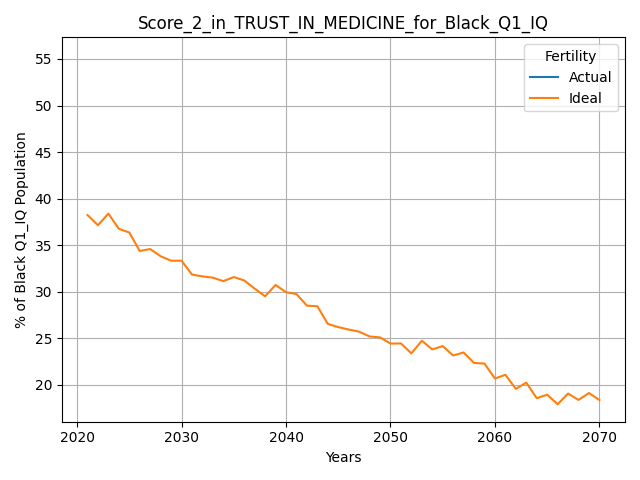 Score_2_in_TRUST_IN_MEDICINE_for_Black_Q1_IQ
Fertility
Actual
Ideal
% of Black Q1_IQ Population
55
50
45
40
35
30
25
20
2020
2030
2040
2050
2060
2070
Years